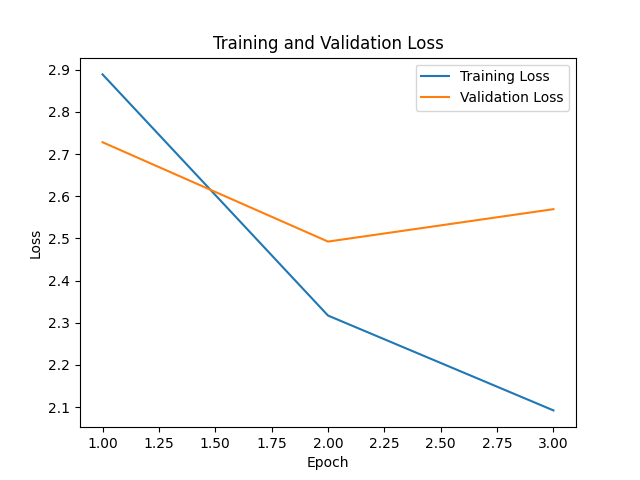 Training and Validation Loss
Training Loss
Validation Loss
2.9
2.8
2.7
2.6
2.5
2.4
2.3
2.2
2.1
Loss
1.00 1.25 1.50 1.75 2.00 2.25 2.50 2.75 3.00
Epoch